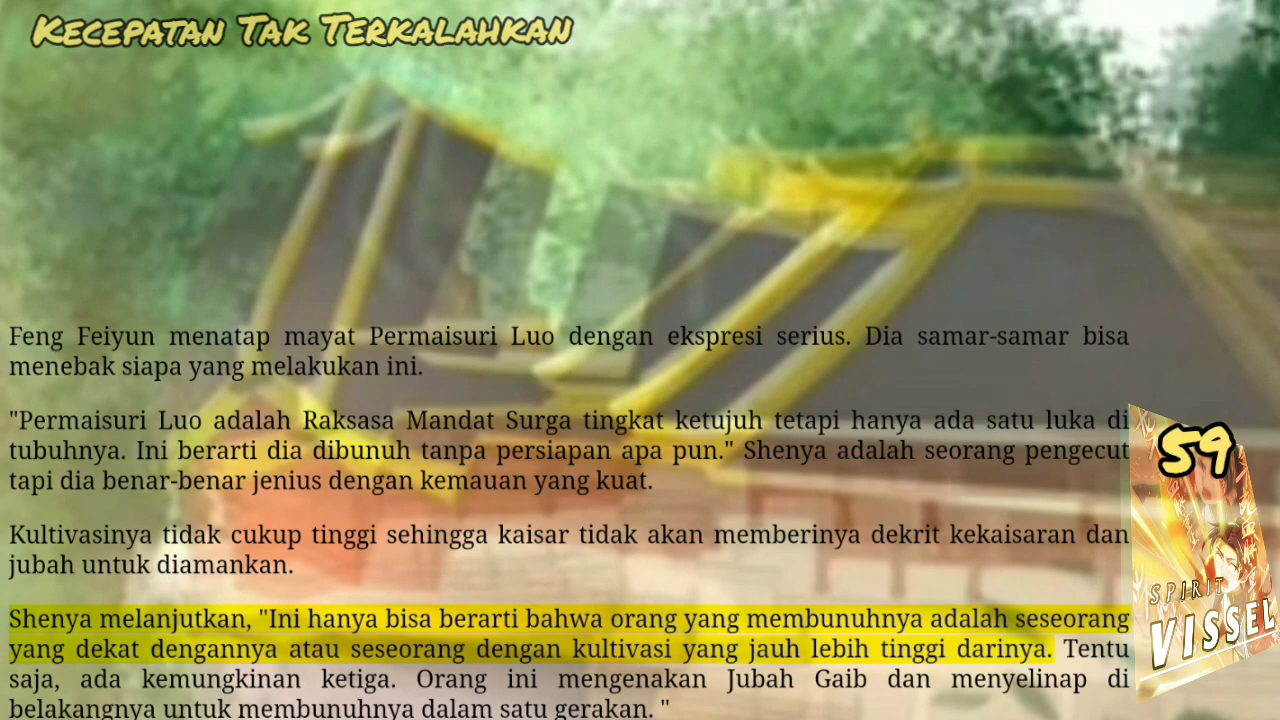 Kecepatan Tak Terkalahkan
Feng Feiyun menatap mayat Permaisuri Luo dengan ekspresi serius. Dia samar-samar bisa
menebak siapa yang melakukan ini.
"Permaisuri Luo adalah Raksasa Mandat Surga tingkat ketujuh tetapi hanya ada satu luka di
tubuhnya. Ini berarti dia dibunuh tanpa persiapan apa pun." Shenya adalah seorang pengecut
tapi dia benar-benar jenius dengan kemauan yang kuat.
Kultivasinya tidak cukup tinggi sehingga kaisar tidak akan memberinya dekrit kekaisaran dan
jubah untuk diamankan.
Shenya melanjutkan, "Ini hanya bisa berarti bahwa orang yang membunuhnya adalah seseorang
yang dekat dengannya atau seseorang dengan kultivasi yang jauh lebih tinggi darinya. Tentu
saja, ada kemungkinan ketiga. Orang ini mengenakan Jubah Gaib dan menyelinap di
belakangnya untuk membunuhnya dalam satu gerakan. "
59
SPIRIT
VISSEL